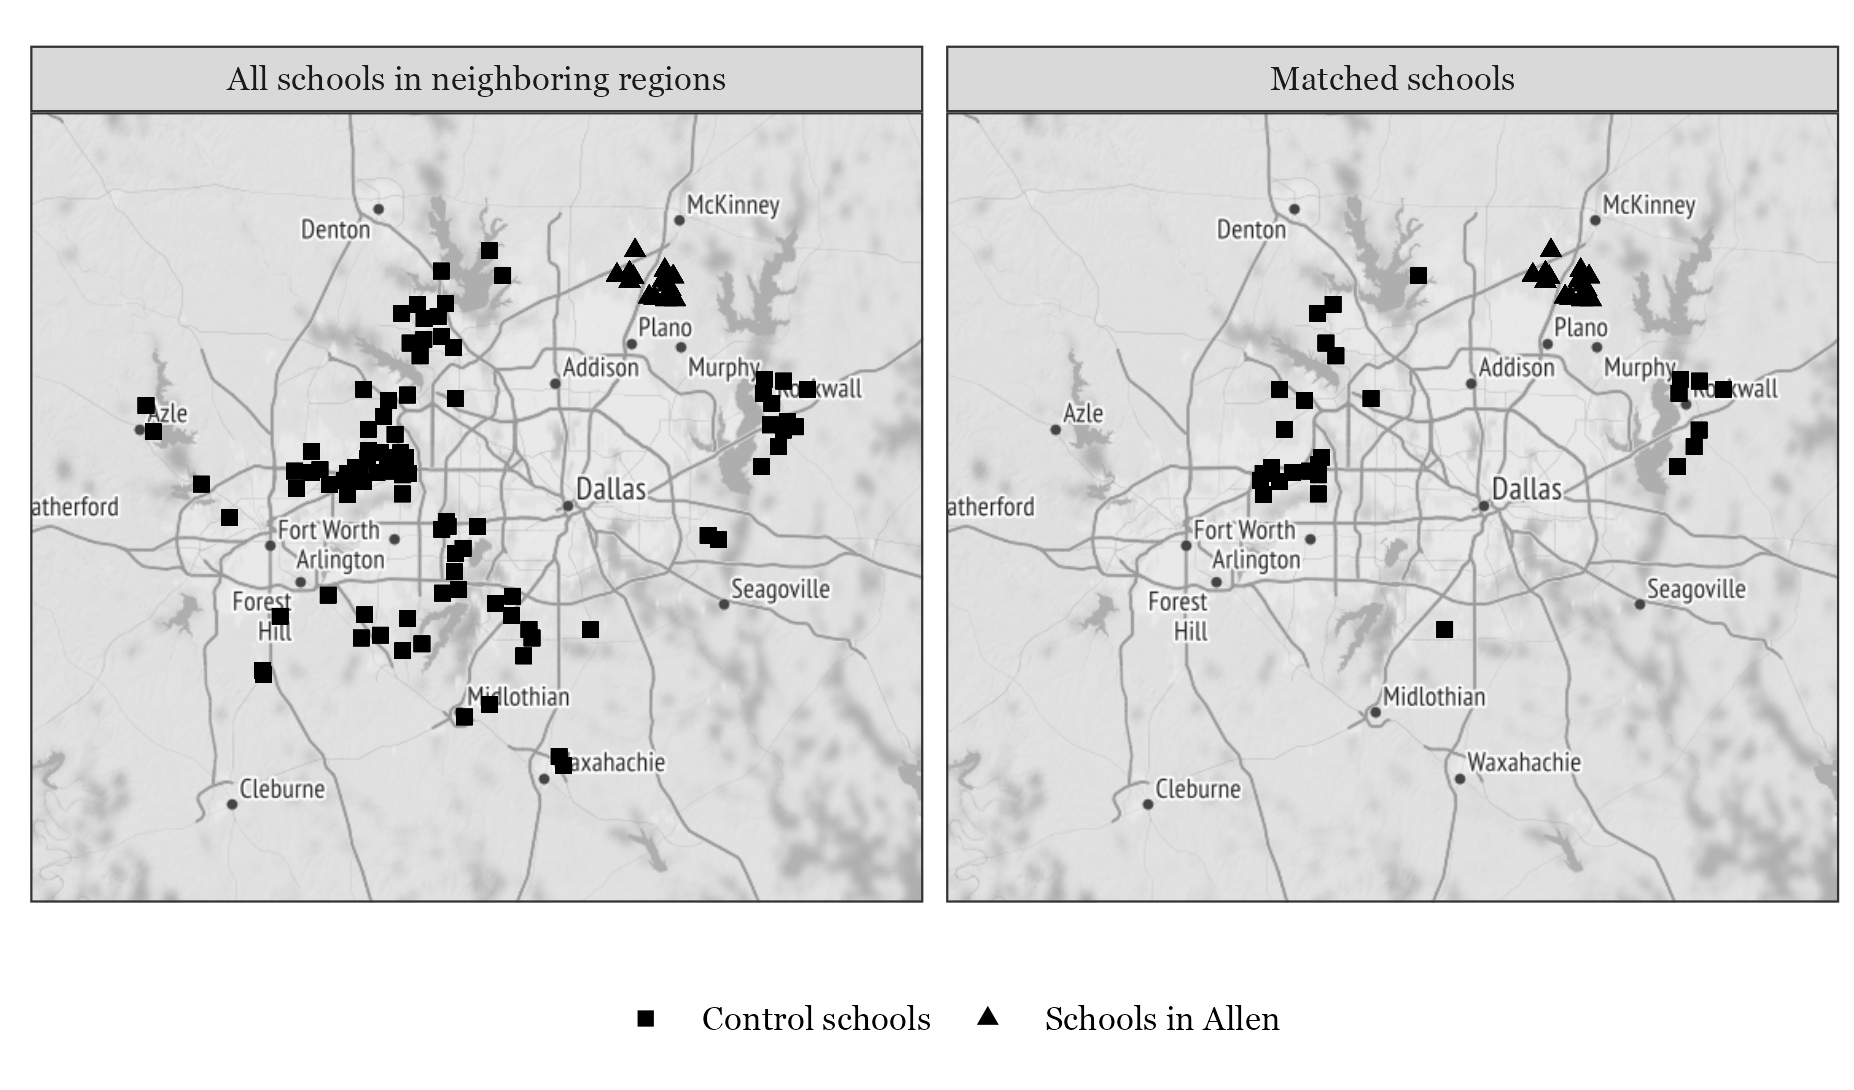 All schools in neighboring regions
McKinney
Denton
Plano
Addison
Murphy
Rockwall
Azle
Dallas
atherford
Fort Worth
Arlington
Seagoville
Forest
Hill
Midlothian
axahachie
Cleburne
Matched schools
McKinney
Denton
Plano
Addison
Murphy
Rockwall
Azle
Dallas
atherford
Fort Worth
Arlington
Seagoville
Forest
Hill
Midlothian
Waxahachie
Cleburne
Control schools
Schools in Allen